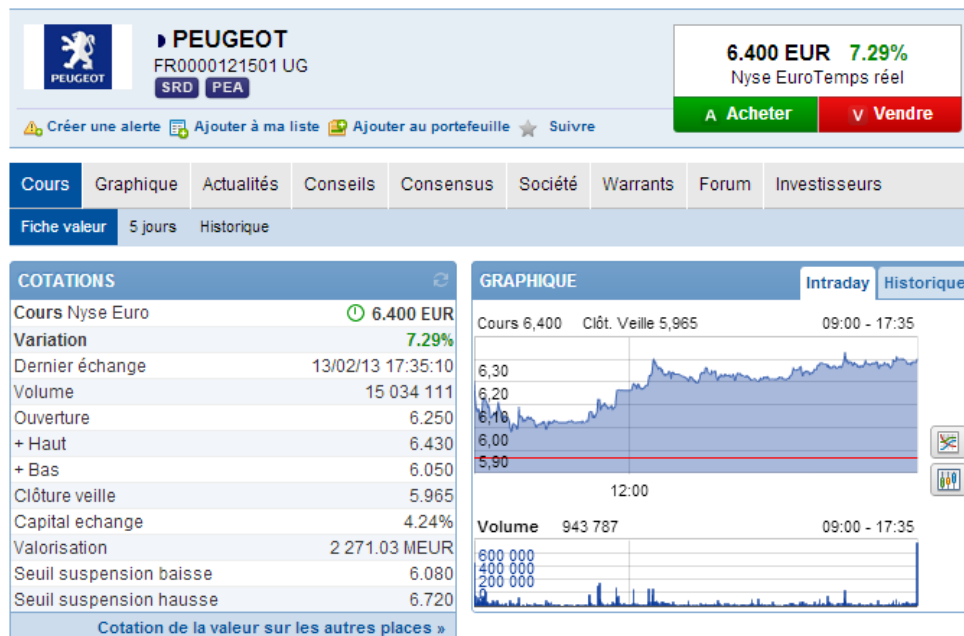 PEUGEOT
PEUGEOT
FR0000121501 UG
SRD PEA
6.400 EUR 7.29%
Nyse EuroTemps réel
A Acheter V Vendre
Créer une alerte Ajouter à ma liste Ajouter au portefeuille Suivre
Cours Graphique Actualités Conseils Consensus Société Warrants Forum Investisseurs
Fiche valeur 5 jours Historique
COTATIONS
Cours Nyse Euro 6.400 EUR
Variation 7.29%
Dernier échange 13/02/13 17:35:10
Volume 15 034 111
Ouverture 6.250
+ Haut 6.430
+ Bas 6.050
Clôture veille 5.965
Capital echange 4.24%
Valorisation 2 271.03 MEUR
Seuil suspension baisse 6.080
Seuil suspension hausse 6.720
Cotation de la valeur sur les autres places »
GRAPHIQUE Intraday Historique
Cours 6,400 Clôt. Veille 5,965 09:00 - 17:35
6,30
6,20
6,10
6,00
5,90
12:00
Volume 943 787 09:00 - 17:35
600 000
400 000
200 000
0